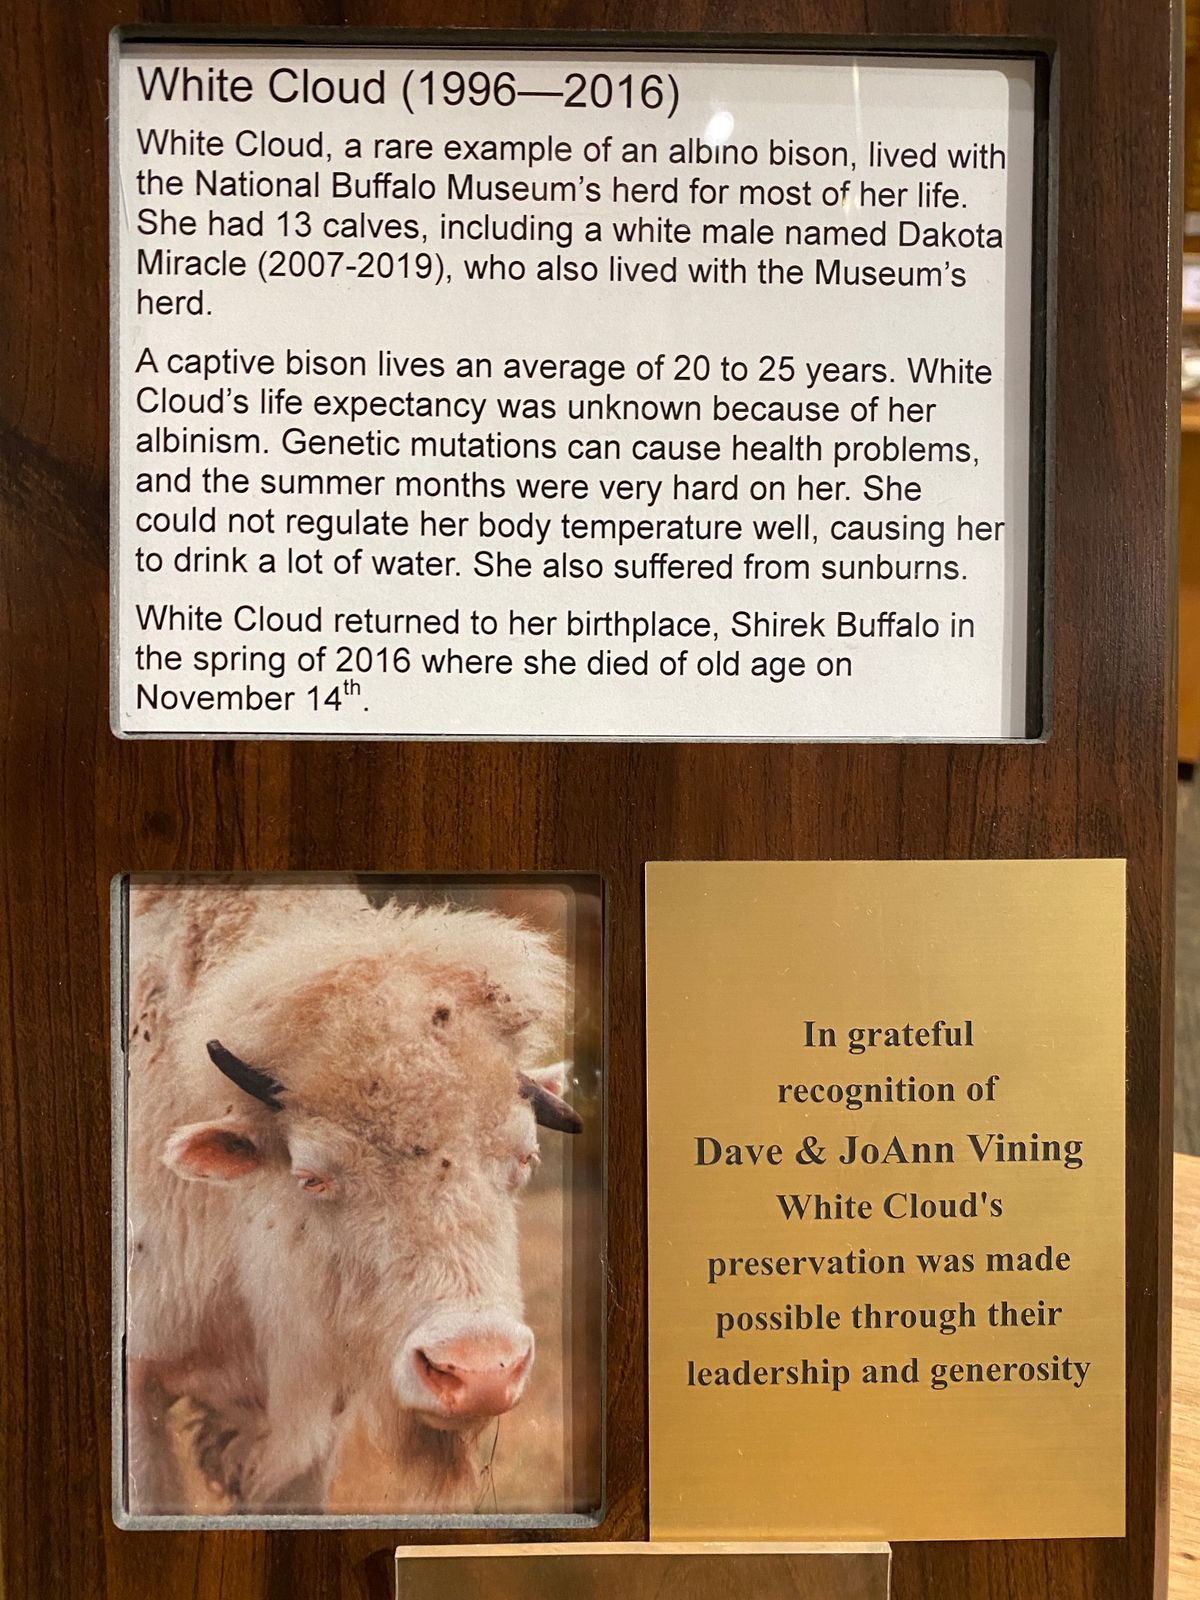 White Cloud (1996—2016)
White Cloud, a rare example of an albino bison, lived with
the National Buffalo Museum's herd for most of her life.
She had 13 calves, including a white male named Dakota
Miracle (2007-2019), who also lived with the Museum's
herd.
A captive bison lives an average of 20 to 25 years. White
Cloud's life expectancy was unknown because of her
albinism. Genetic mutations can cause health problems,
and the summer months were very hard on her. She
could not regulate her body temperature well, causing her
to drink a lot of water. She also suffered from sunburns.
White Cloud returned to her birthplace, Shirek Buffalo in
the spring of 2016 where she died of old age on
November 14th.
In grateful
recognition of
Dave & JoAnn Vining
White Cloud's
preservation was made
possible through their
leadership and generosity